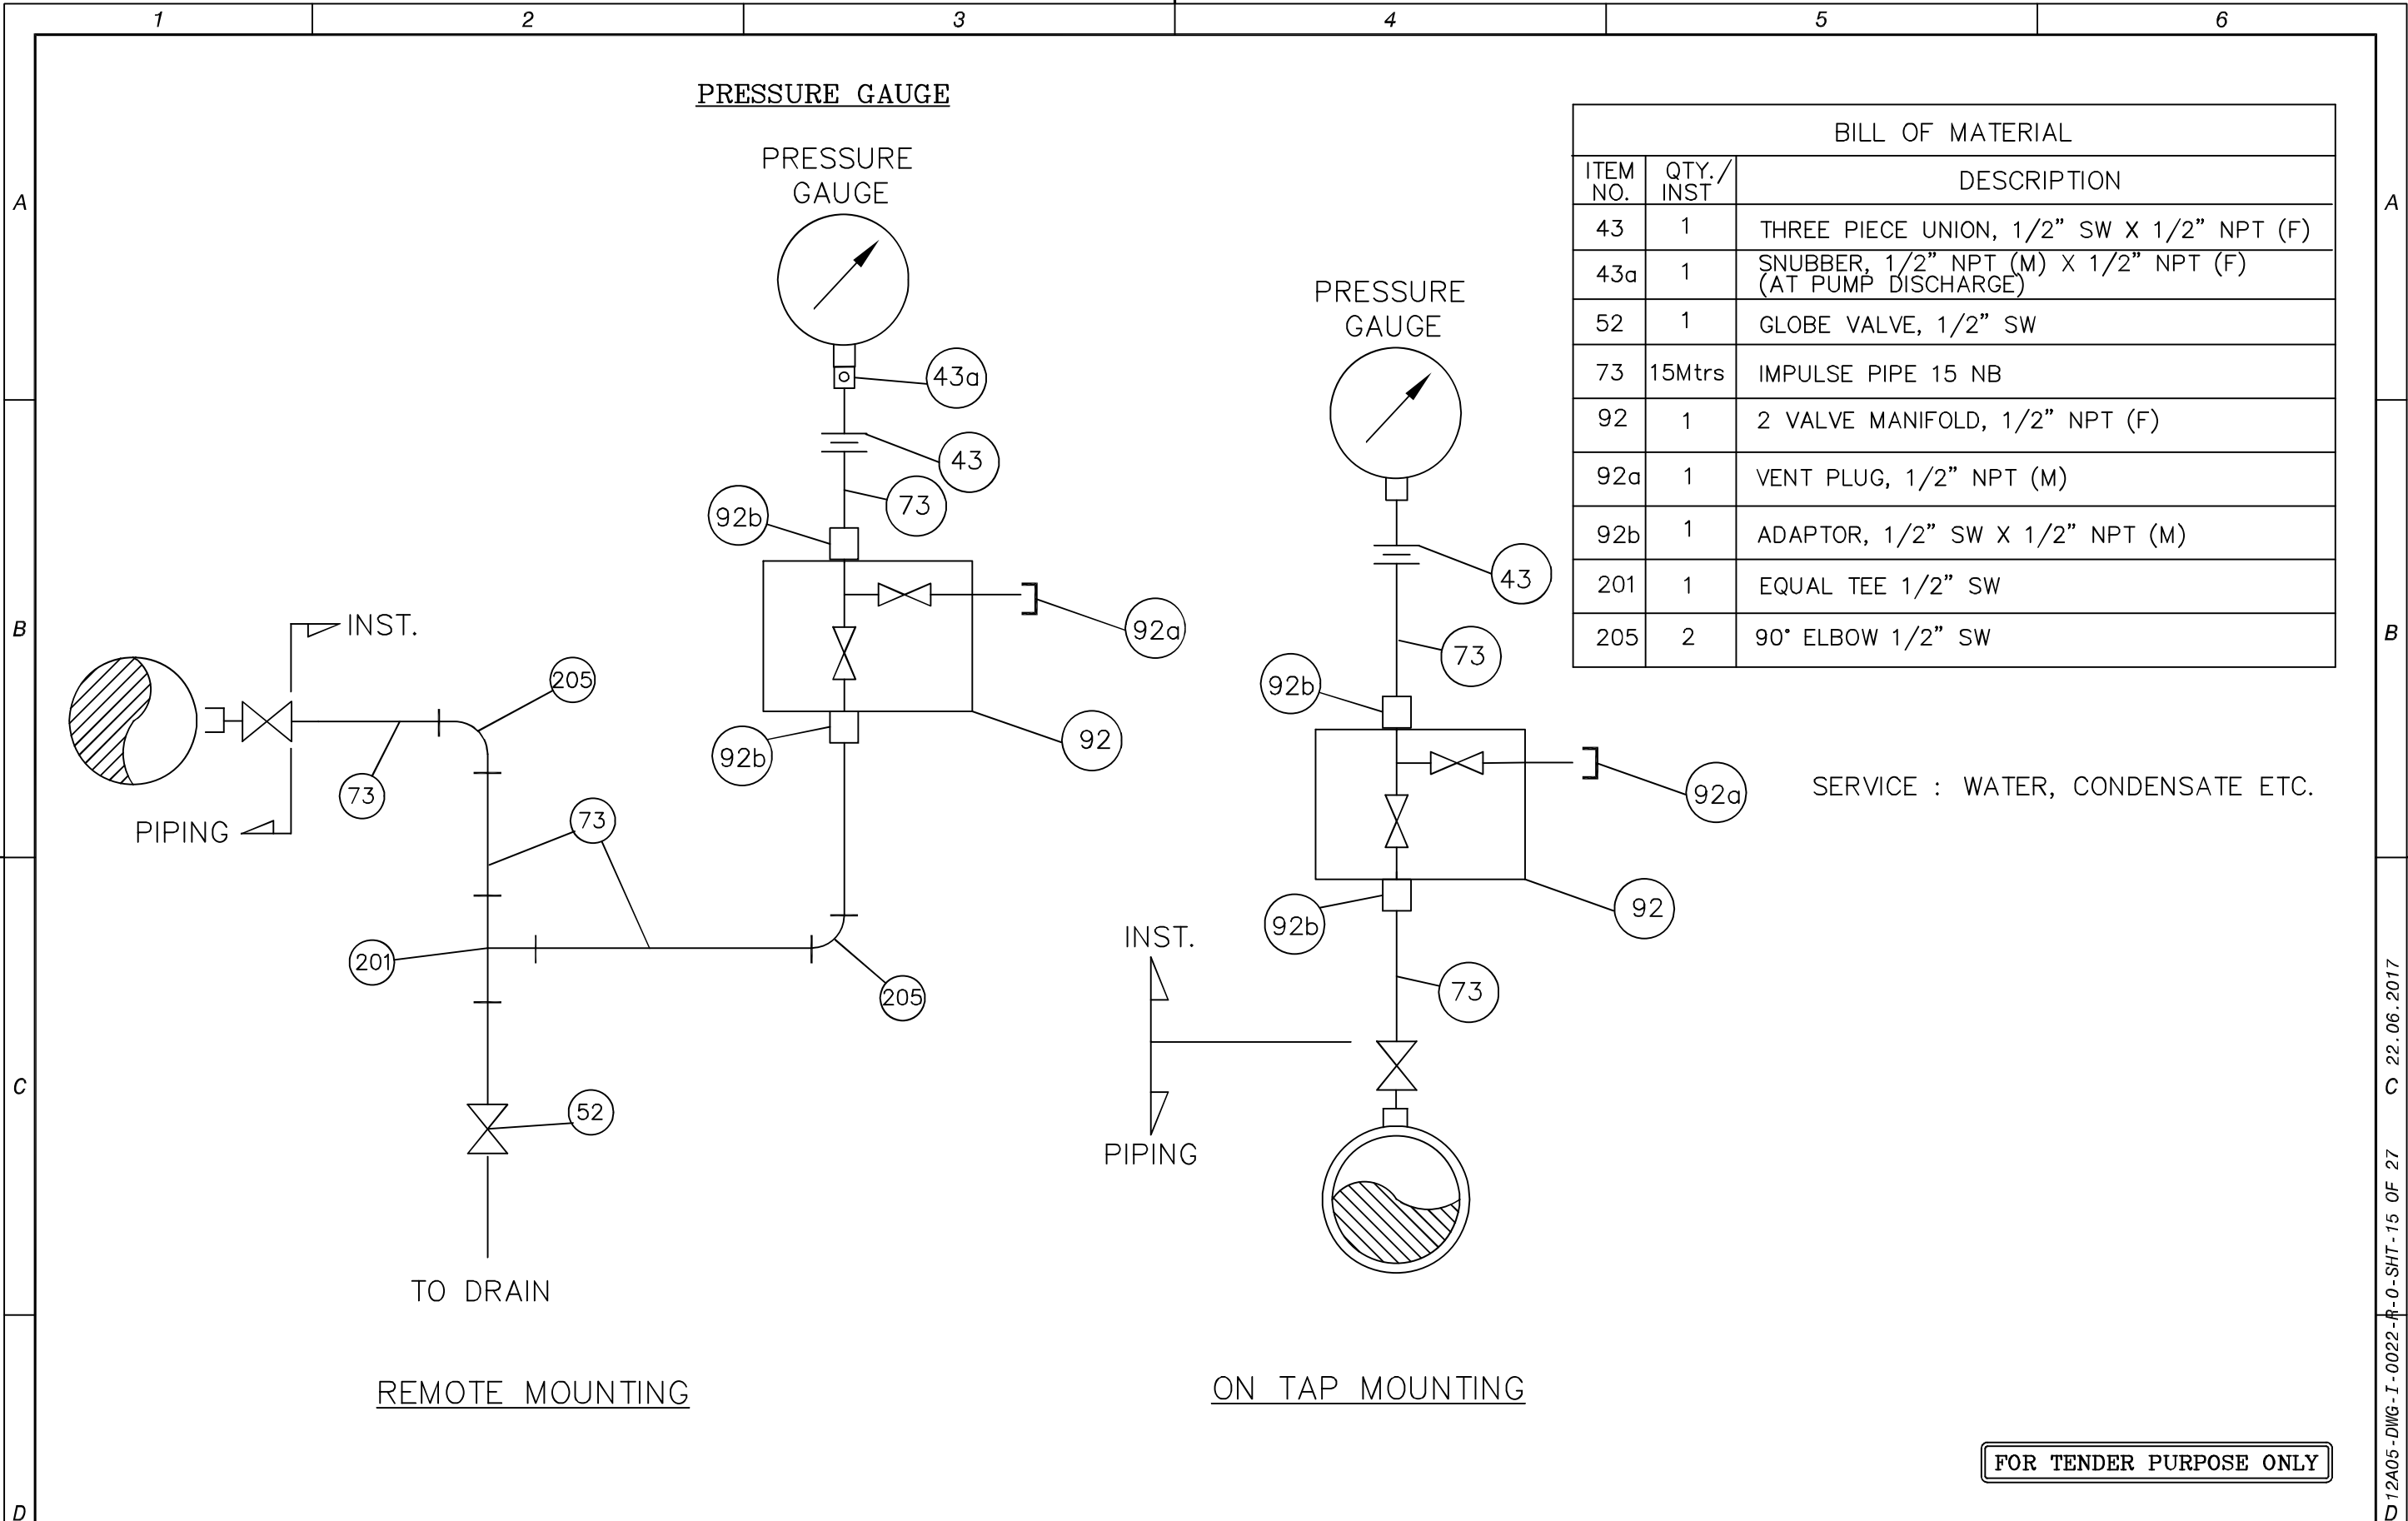 1 2 3 4 5 6
PRESSURE GAUGE
PRESSURE
GAUGE
43a
43
73
92b
92a
92
92b
INST.
PIPING
205
73
73
201
205
52
TO DRAIN
REMOTE MOUNTING
PRESSURE
GAUGE
43
73
92b
92a
92
92b
73
INST.
PIPING
ON TAP MOUNTING
BILL OF MATERIAL
ITEM NO. QTY./ INST DESCRIPTION
43 1 THREE PIECE UNION, 1/2" SW X 1/2" NPT (F)
43a 1 SNUBBER, 1/2" NPT (M) X 1/2" NPT (F)
(AT PUMP DISCHARGE)
52 1 GLOBE VALVE, 1/2" SW
73 15Mtrs IMPULSE PIPE 15 NB
92 1 2 VALVE MANIFOLD, 1/2" NPT (F)
92a 1 VENT PLUG, 1/2" NPT (M)
92b 1 ADAPTOR, 1/2" SW X 1/2" NPT (M)
201 1 EQUAL TEE 1/2" SW
205 2 90° ELBOW 1/2" SW
SERVICE : WATER, CONDENSATE ETC.
FOR TENDER PURPOSE ONLY
A
B
C
D
A
B
C
D
12A05-DWG-I-0022-R-0-SHT-15 OF 27 22.06.2017